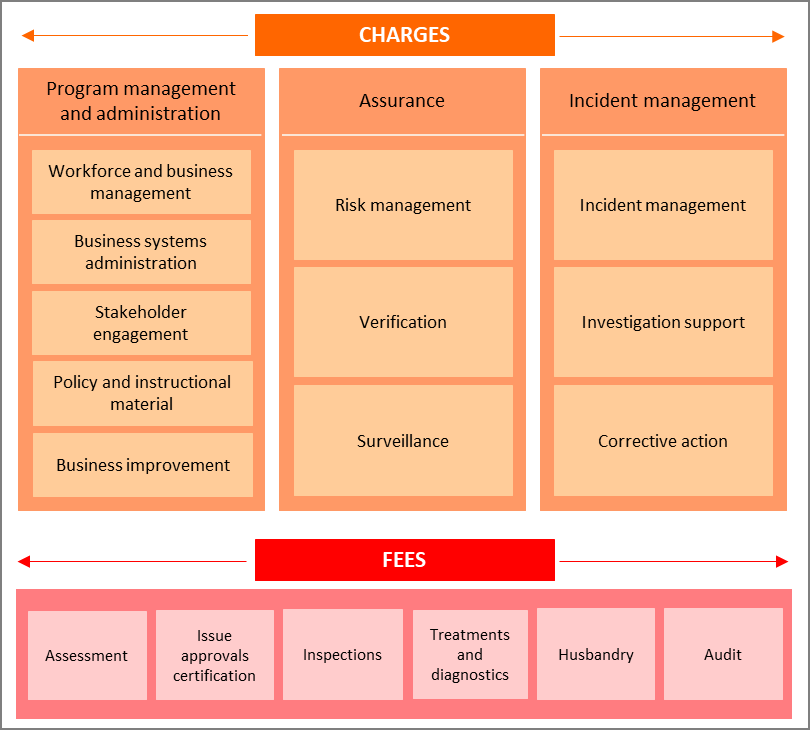 CHARGES
Program management
and administration
Workforce and business
management
Business systems
administration
Stakeholder
engagement
Policy and instructional
material
Business improvement
Assurance
Risk management
Verification
Surveillance
Incident management
Incident management
Investigation support
Corrective action
FEES
Assessment
Issue
approvals
certification
Inspections
Treatments
and
diagnostics
Husbandry
Audit